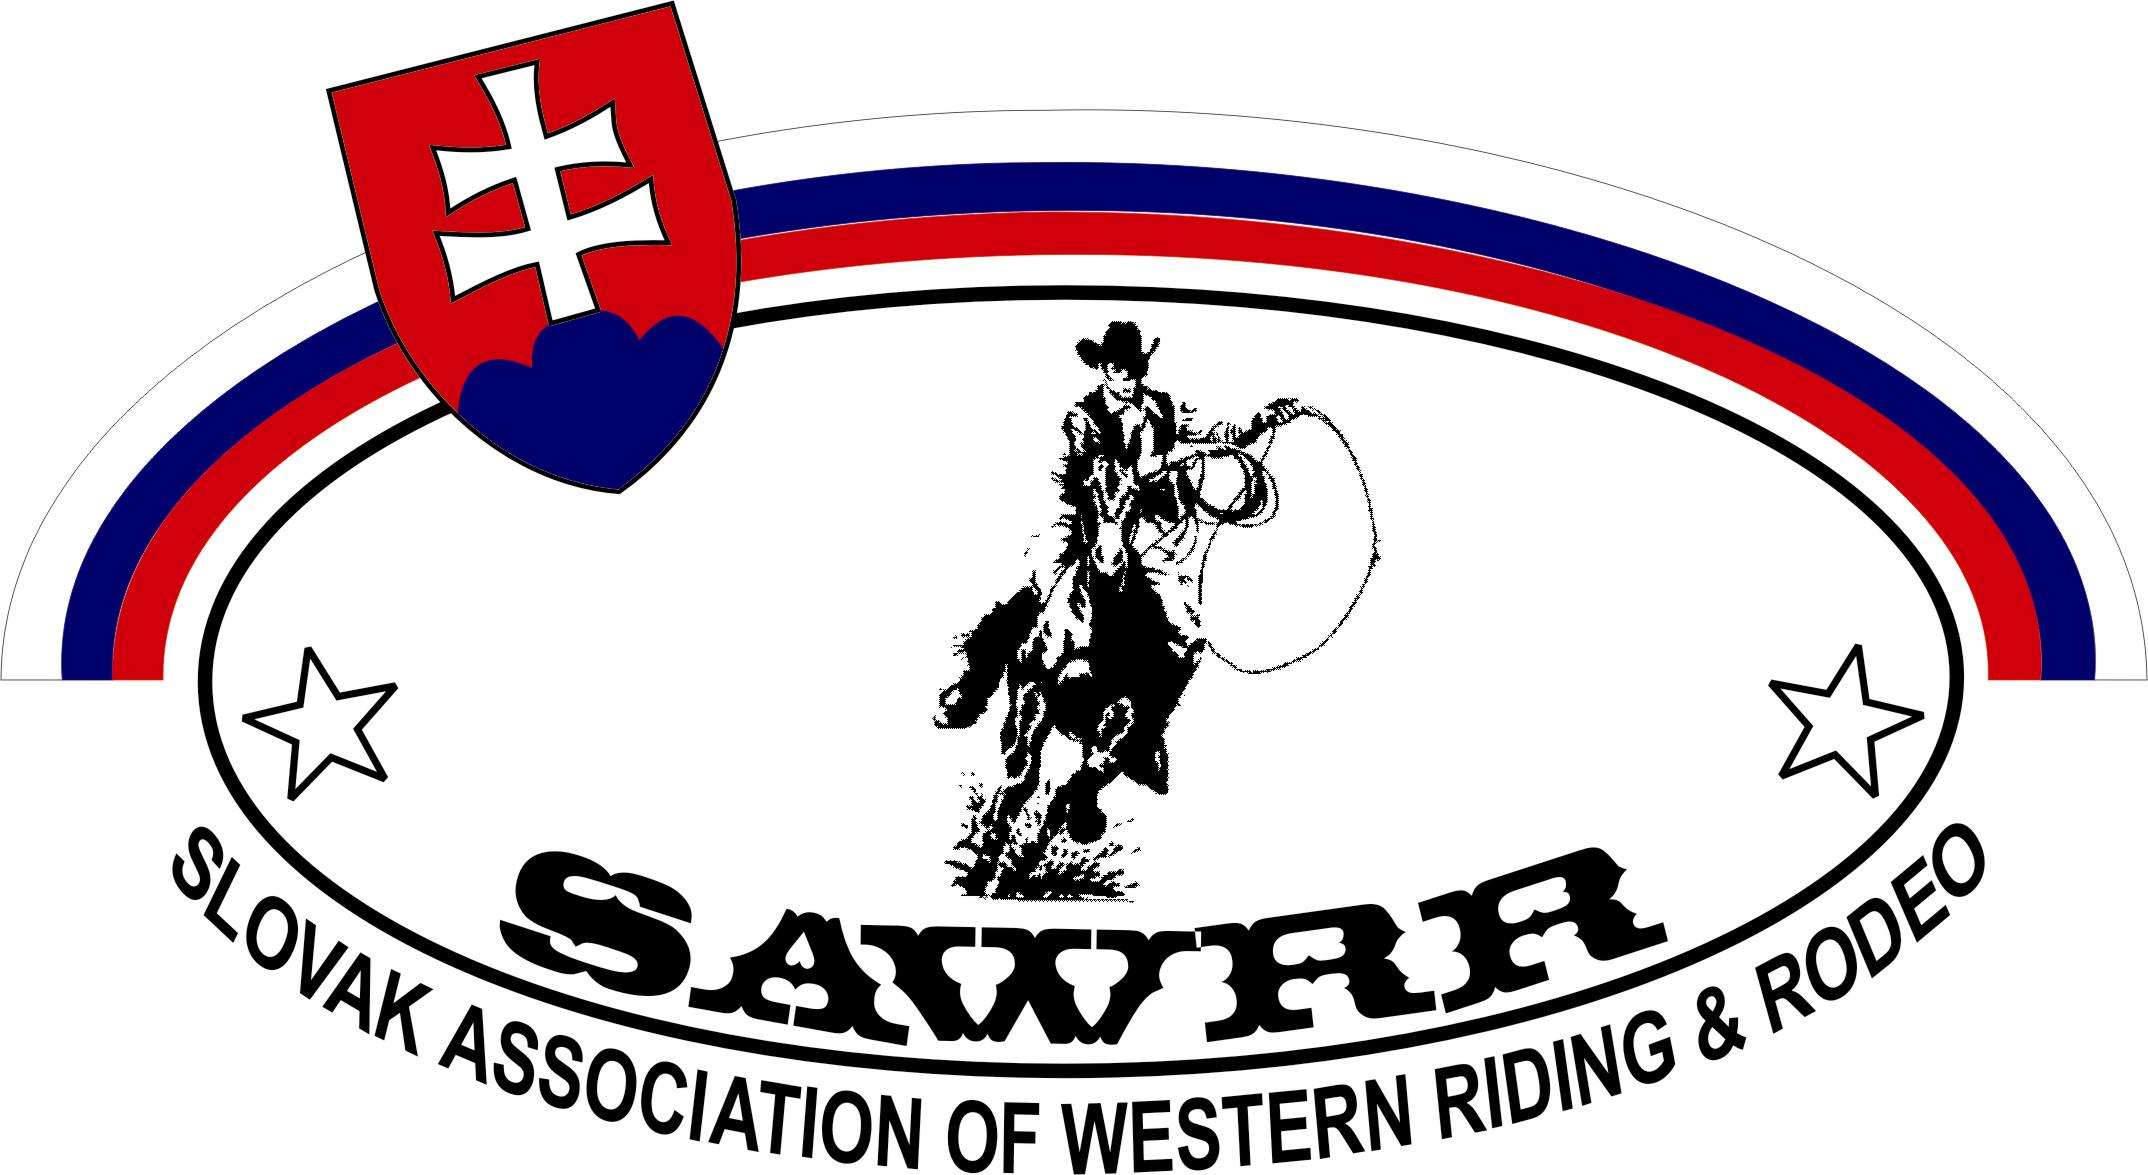 SAWRR
SLOVAK ASSOCIATION OF WESTERN RIDING & RODEO